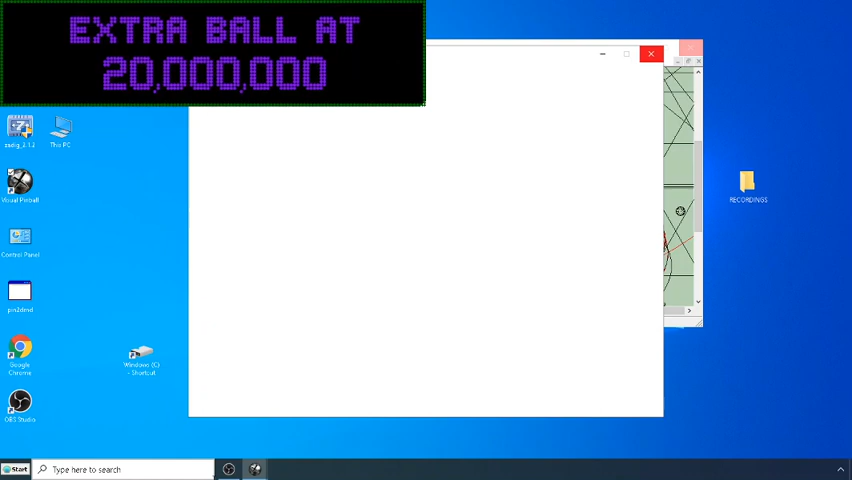 EXTRA BALL AT
20,000,000
zadig_2.1.2
This PC
Visual Pinball
RECORDINGS
Control Panel
pin2dmd
Google
Chrome
Windows (C)
- Shortcut
OBS Studio
Start
Type here to search